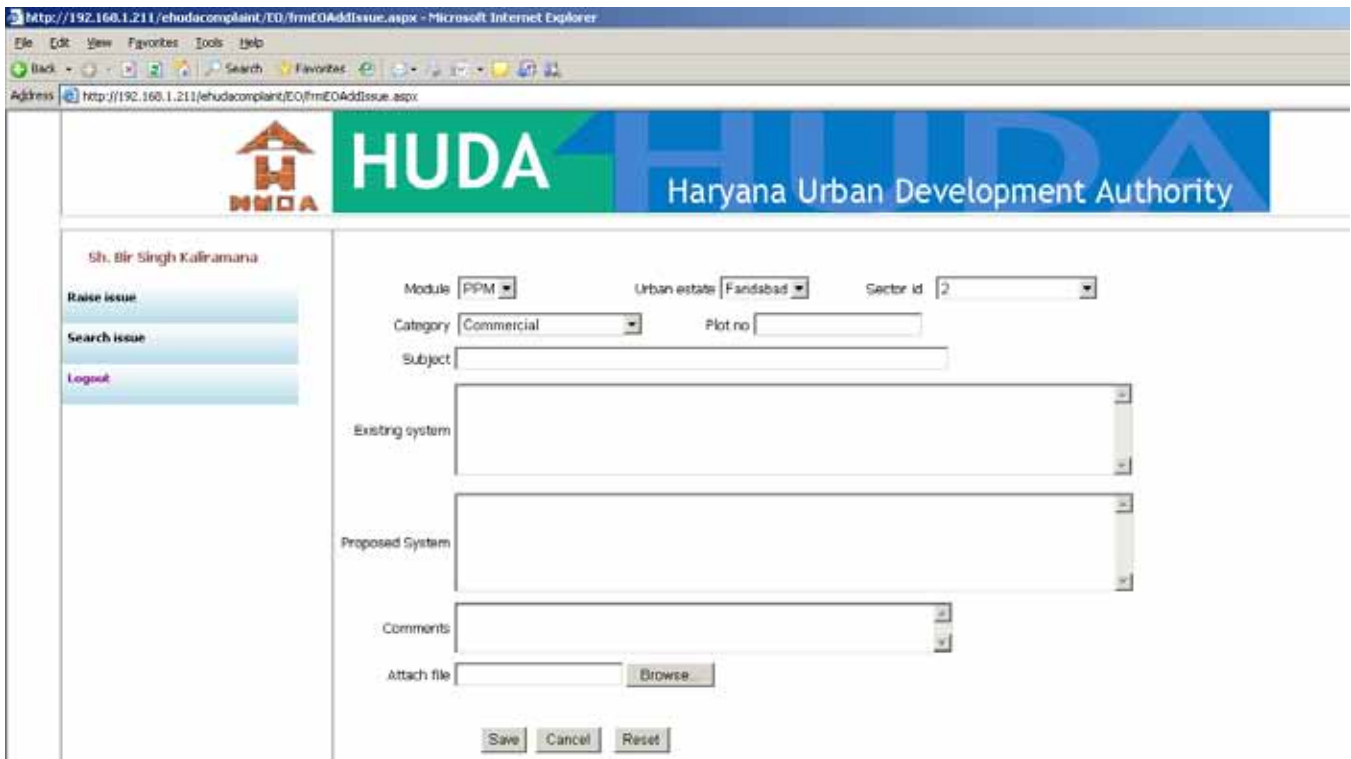 http://192.168.1.211/ehudacomplaint/EO/frmEOAddIssue.aspx - Microsoft Internet Explorer
File Edit View Favorites Tools Help
Back Search Favorites
Address http://192.168.1.211/ehudacomplaint/EO/frmEOAddIssue.aspx
HUDA HUDA
Haryana Urban Development Authority
Sh. Bir Singh Kaliramana
Raise issue
Search issue
Logout
Module PPM Urban estate Faridabad Sector id 2
Category Commercial Plot no
Subject
Existing system
Proposed System
Comments
Attach file Browse...
Save Cancel Reset